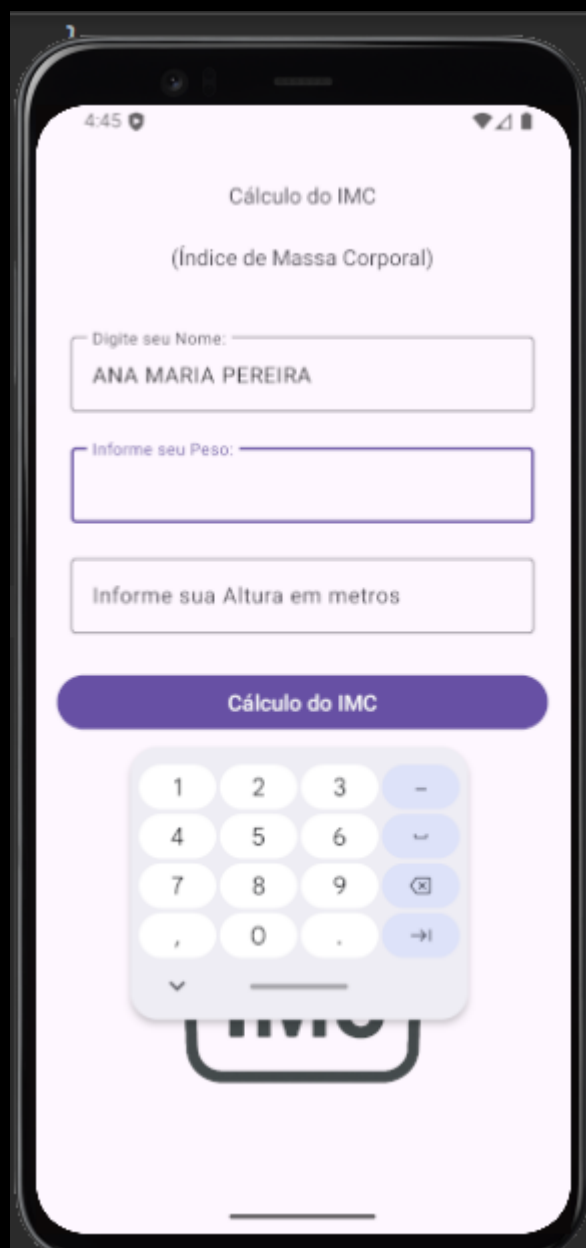 4:45
Cálculo do IMC
(Índice de Massa Corporal)
Digite seu Nome:
ANA MARIA PEREIRA
Informe seu Peso:
Informe sua Altura em metros
Cálculo do IMC
1 2 3 -
4 5 6
7 8 9
, 0 .
IMC